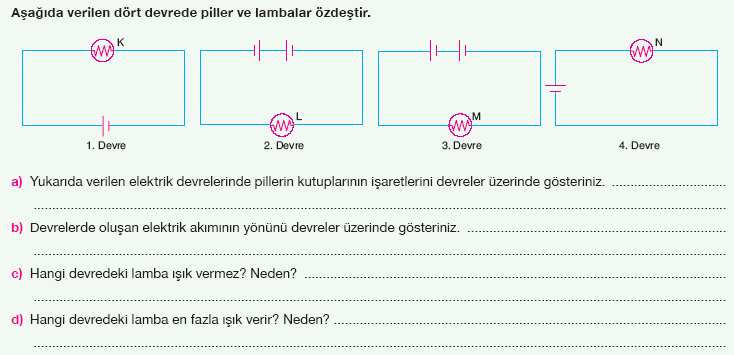 Aşağıda verilen dört devrede piller ve lambalar özdeştir.
K
L
M
N
1. Devre
2. Devre
3. Devre
4. Devre
a) Yukarıda verilen elektrik devrelerinde pillerin kutuplarının işaretlerini devreler üzerinde gösteriniz. ..............................
b) Devrelerde oluşan elektrik akımının yönünü devreler üzerinde gösteriniz. ..............................
c) Hangi devredeki lamba ışık vermez? Neden? ..............................
d) Hangi devredeki lamba en fazla ışık verir? Neden? ..............................